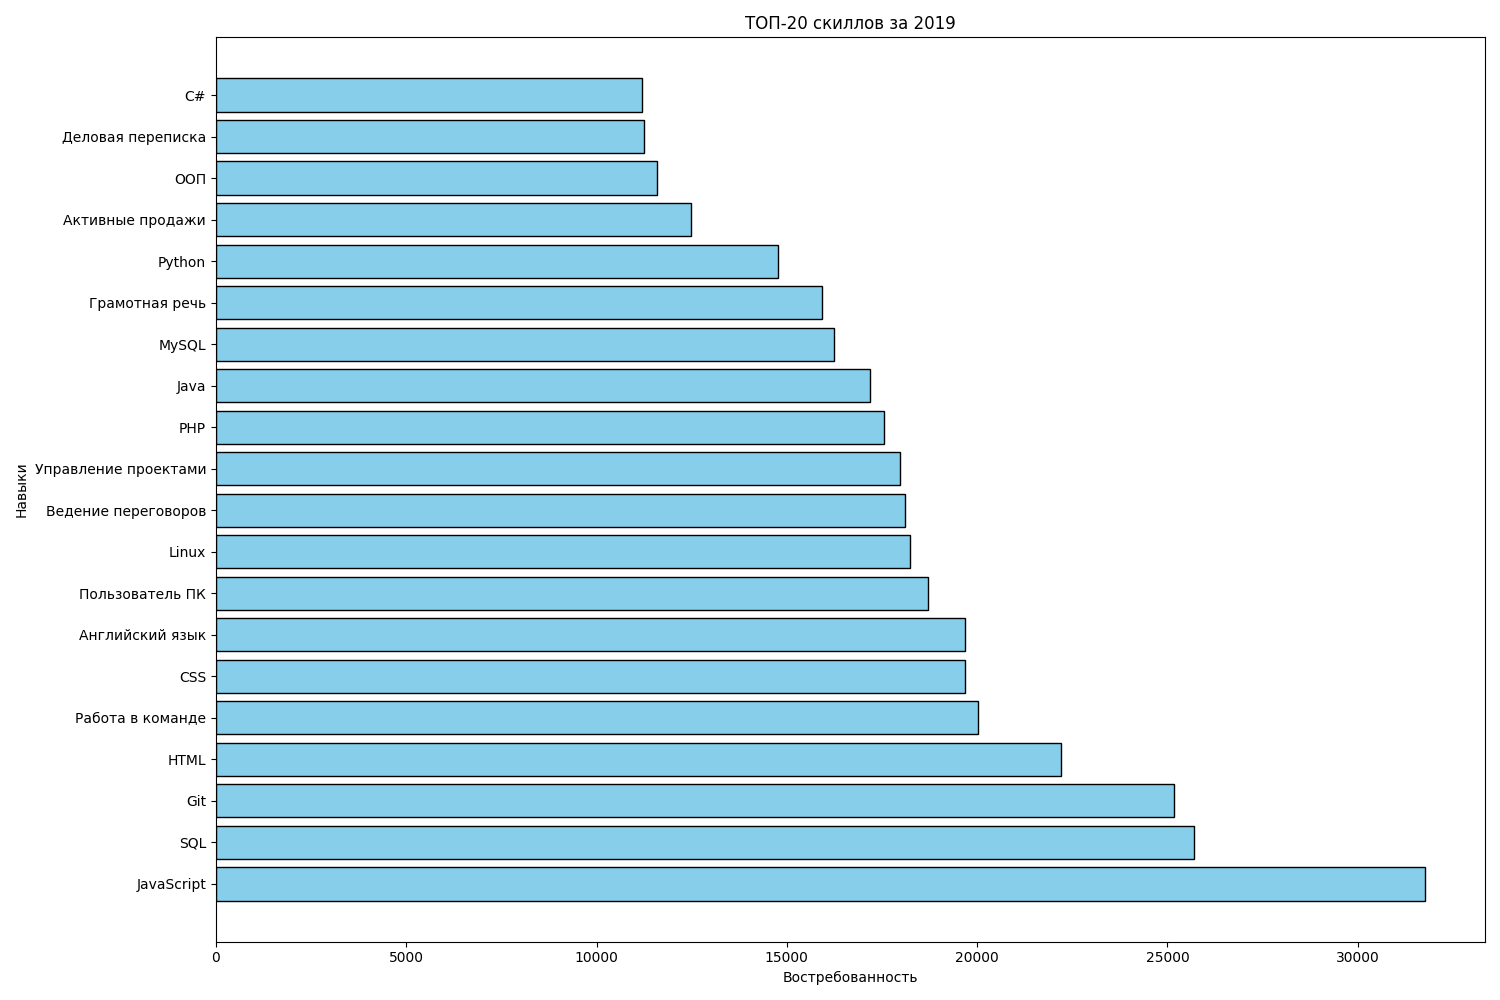 ТОП-20 скиллов за 2019
C#
Деловая переписка
ООП
Активные продажи
Python
Грамотная речь
MySQL
Java
PHP
Управление проектами
Ведение переговоров
Linux
Пользователь ПК
Английский язык
CSS
Работа в команде
HTML
Git
SQL
JavaScript
Навыки
0 5000 10000 15000 20000 25000 30000
Востребованность